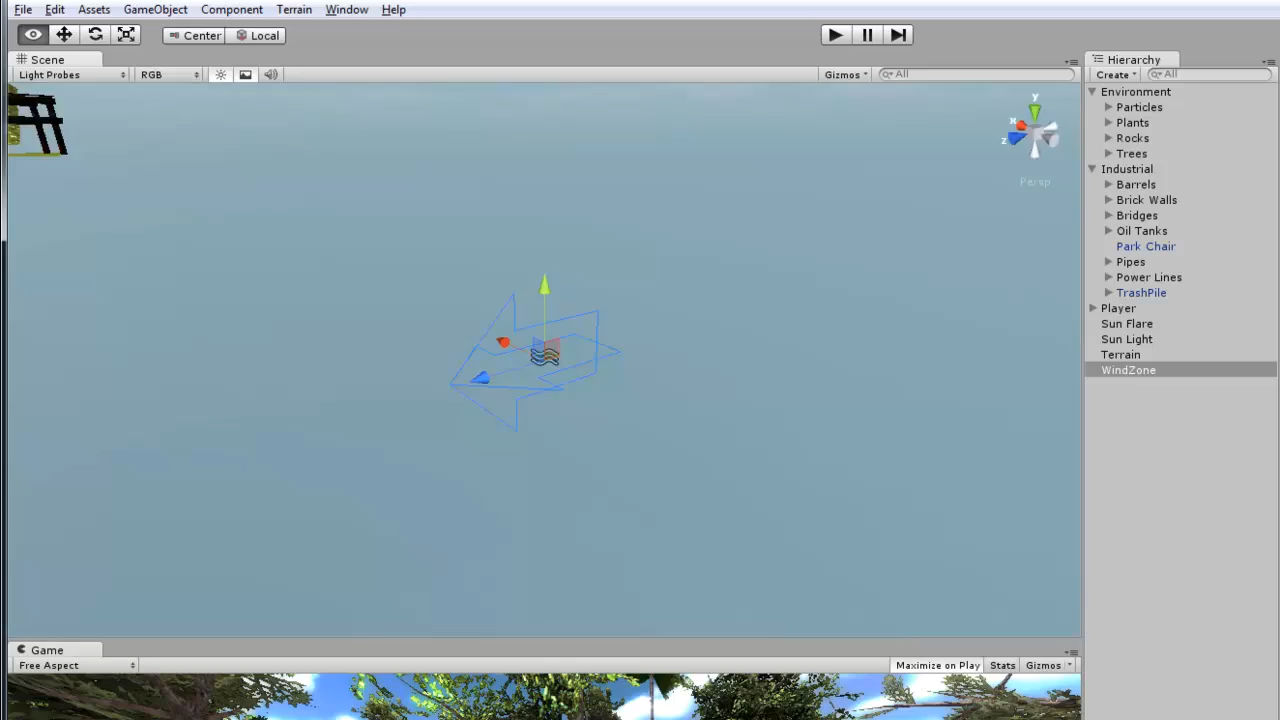 File Edit Assets GameObject Component Terrain Window Help
Center Local
Scene
Light Probes RGB Gizmos All
y
x
z
Persp
Hierarchy
Create All
Environment
Particles
Plants
Rocks
Trees
Industrial
Barrels
Brick Walls
Bridges
Oil Tanks
Park Chair
Pipes
Power Lines
TrashPile
Player
Sun Flare
Sun Light
Terrain
WindZone
Game
Free Aspect Maximize on Play Stats Gizmos